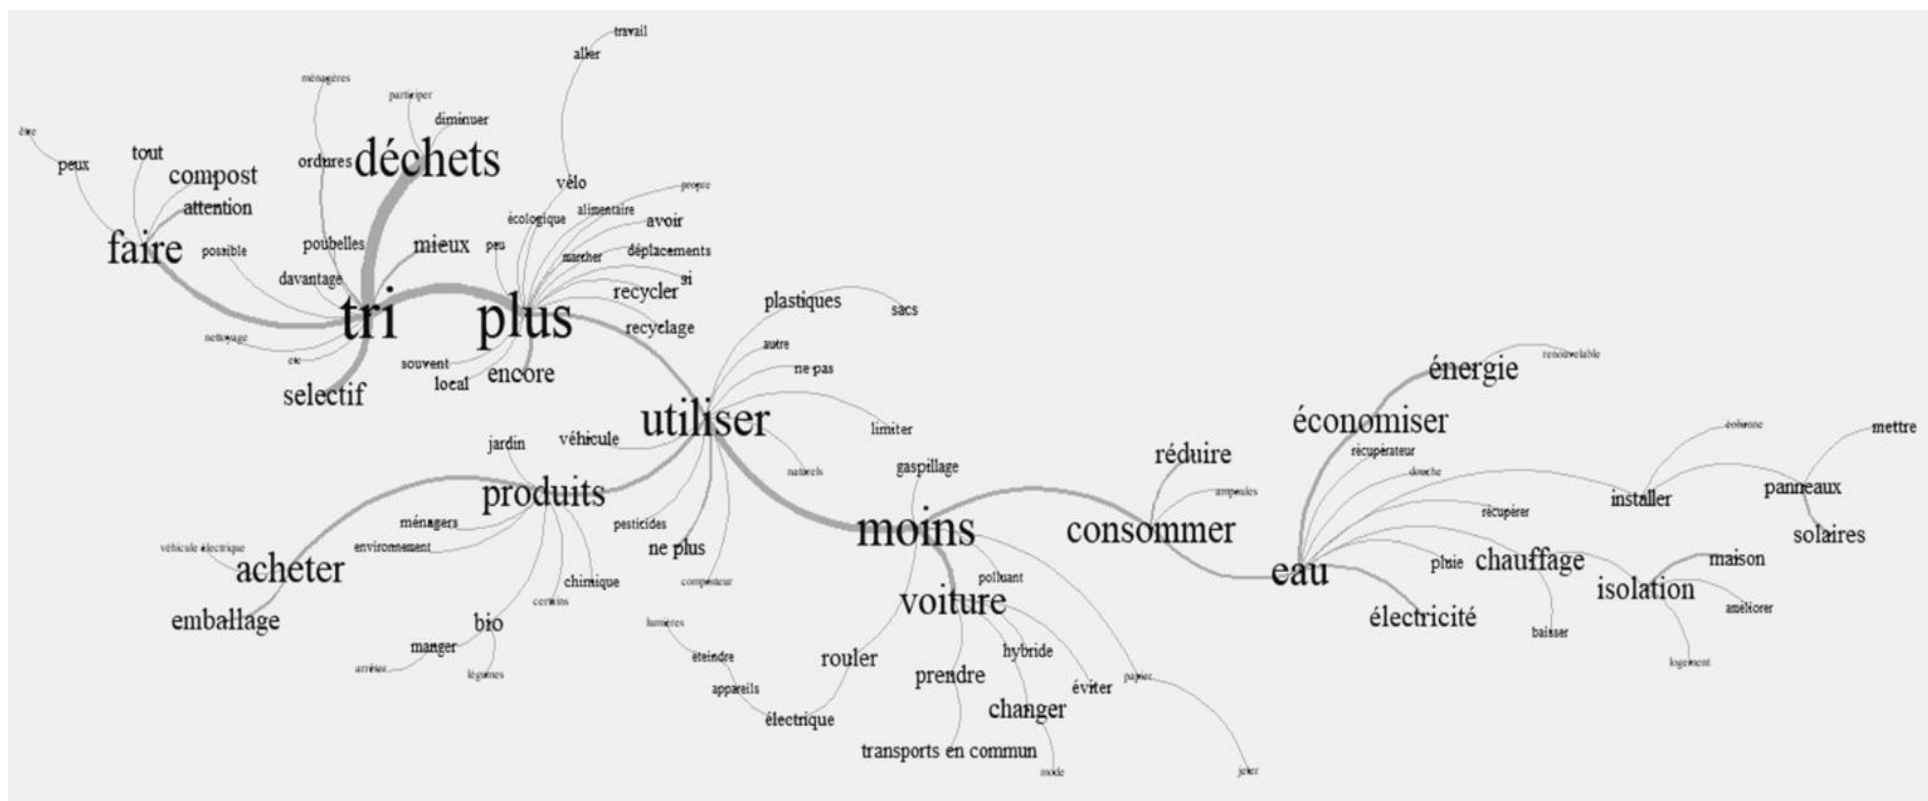 travail
aller
ménagères
participer
diminuer
être
peux
tout
ordures
déchets
compost
attention
vélo
propre
écologique
alimentaire
avoir
faire
possible
poubelles
mieux
peu
marcher
déplacements
davantage
si
recycler
tri
plus
plastiques
sacs
nettoyage
recyclage
etc
souvent
autre
selectif
local
encore
ne pas
énergie
renouvelable
utiliser
limiter
économiser
éolienne
mettre
jardin
véhicule
récupérateur
réduire
gaspillage
naturels
douche
produits
ampoules
installer
panneaux
ménagers
pesticides
moins
consommer
récupérer
solaires
véhicule électrique
environnement
ne plus
acheter
chimique
composteur
polluant
eau
pluie
chauffage
maison
isolation
certains
voiture
améliorer
emballage
bio
lumières
électricité
baisser
manger
éteindre
rouler
hybride
logement
arrêter
légumes
prendre
papier
appareils
éviter
électrique
changer
transports en commun
mode
jeter